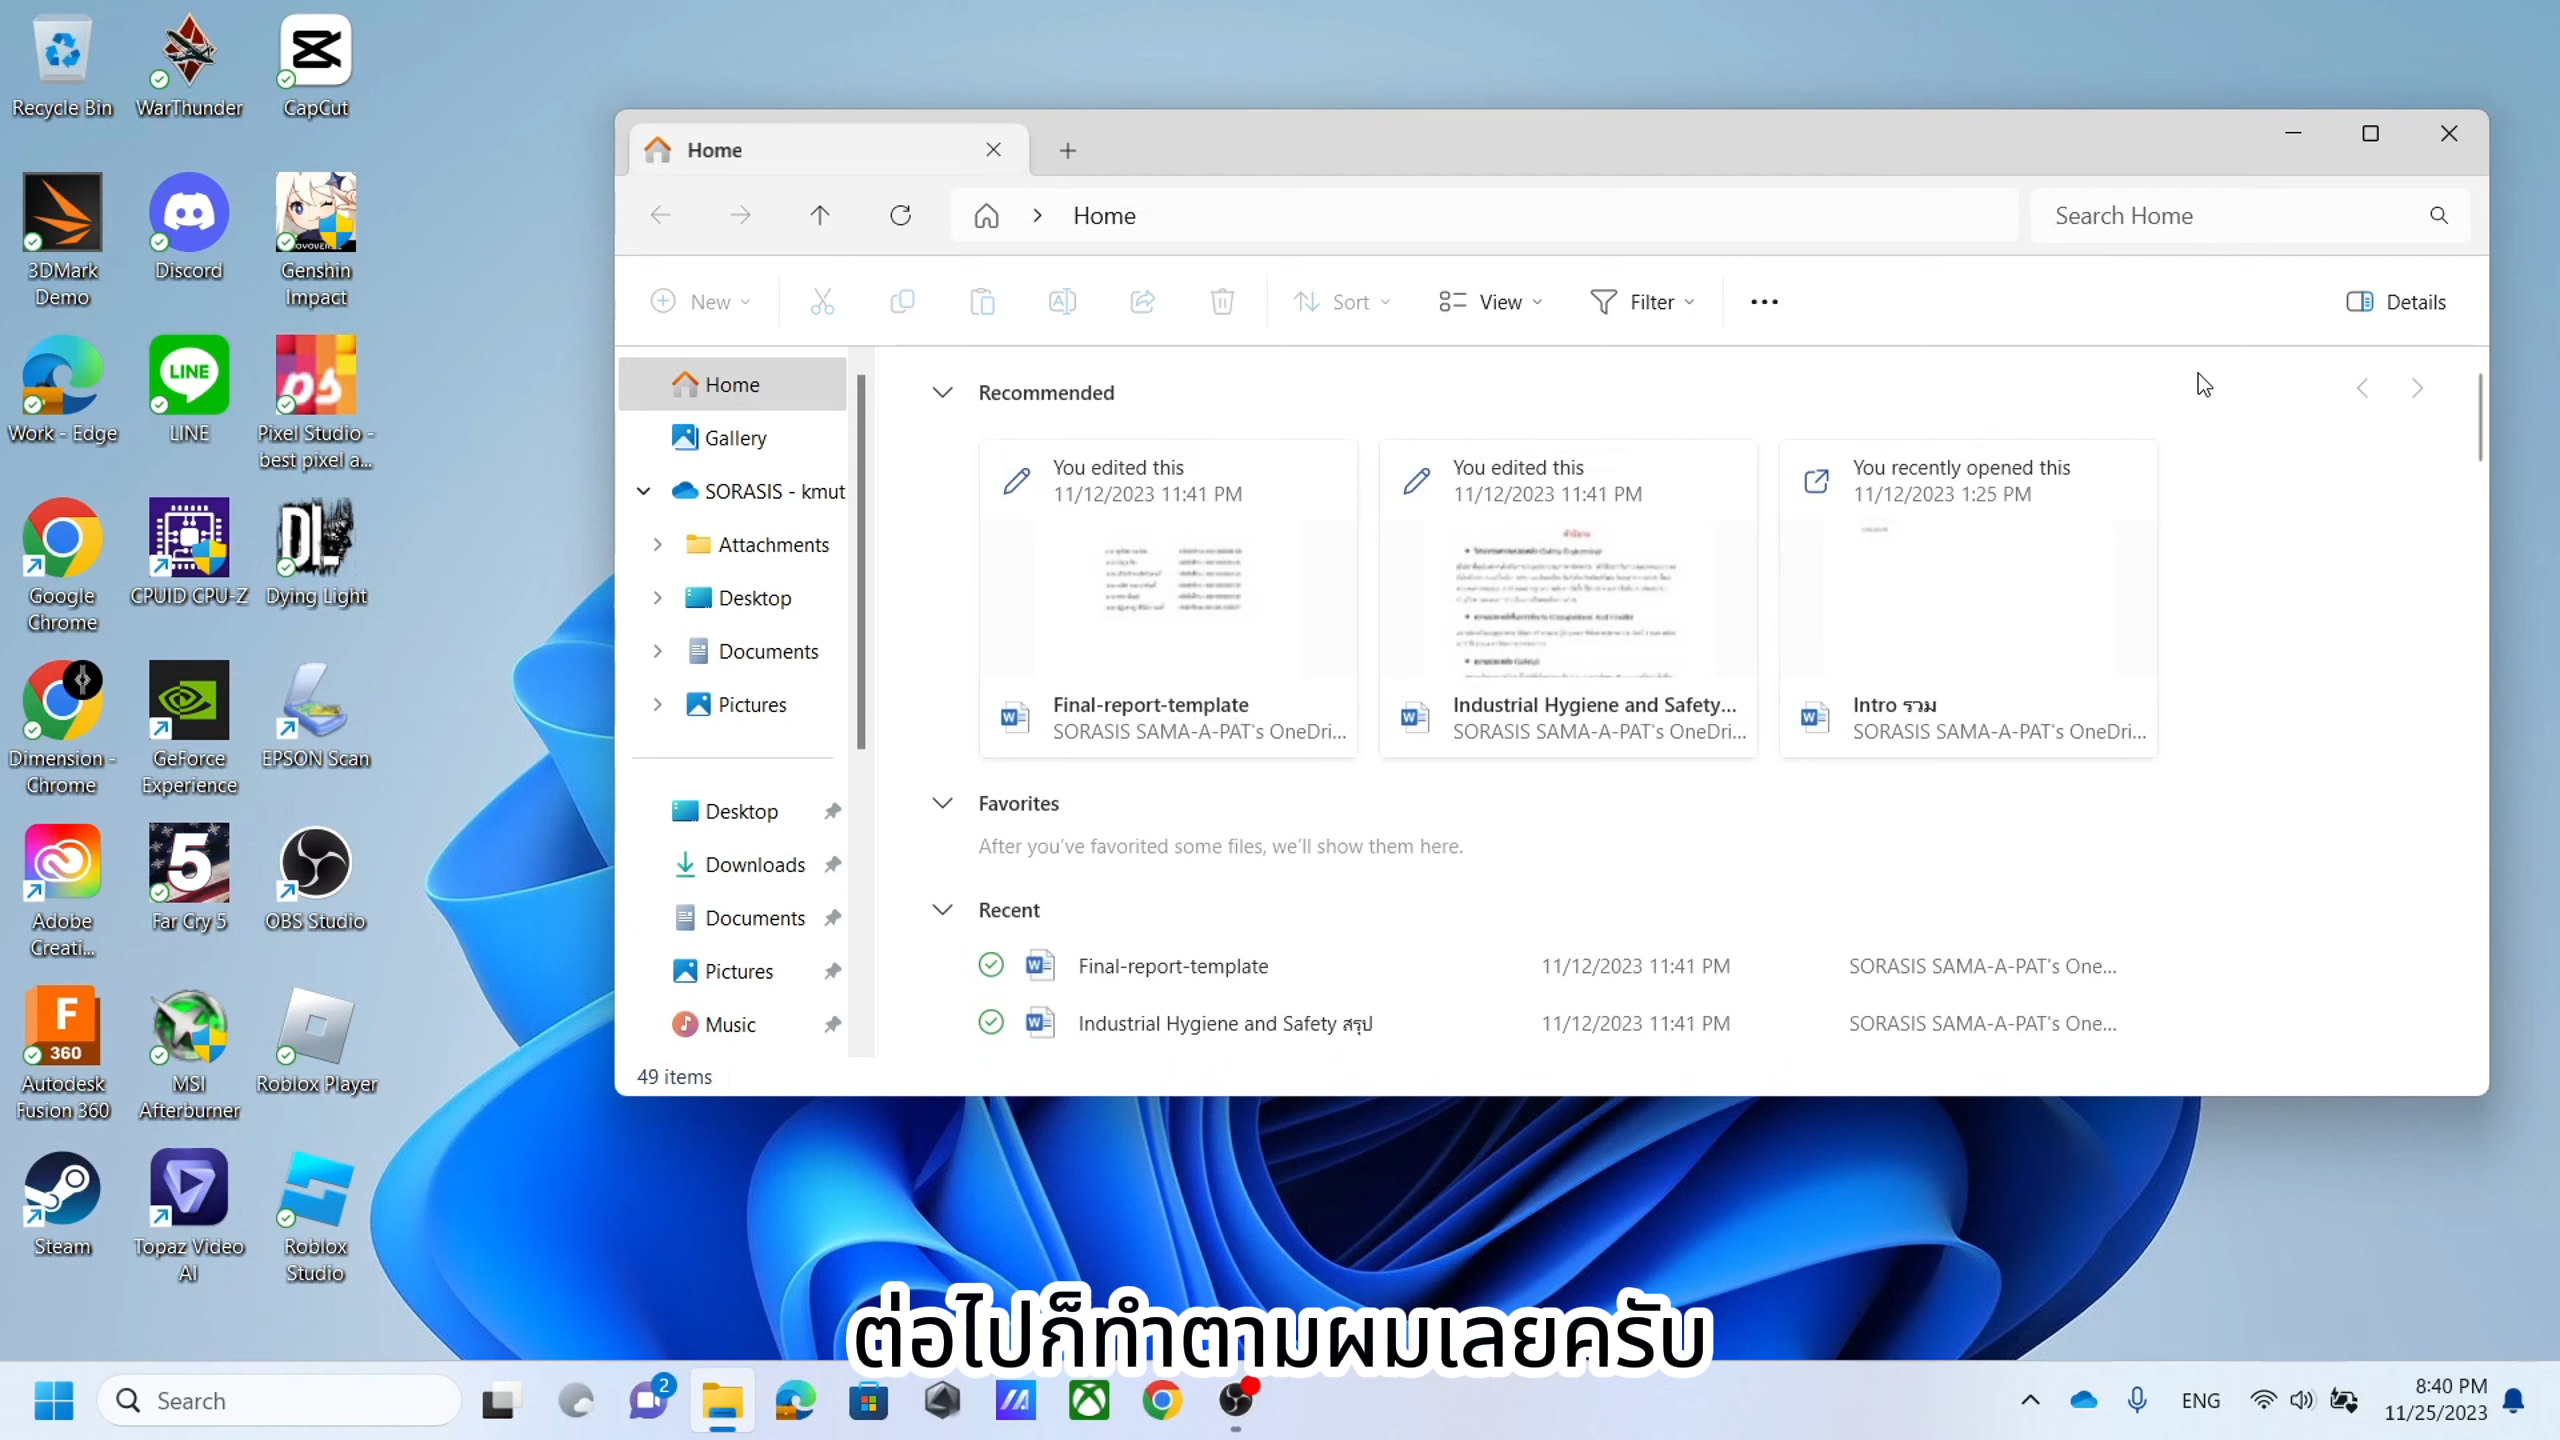 Recycle Bin
WarThunder
CapCut
3DMark
Demo
Discord
Genshin
Impact
Work - Edge
LINE
LINE
Pixel Studio -
best pixel a...
Google
Chrome
CPUID CPU-Z
Dying Light
Dimension -
Chrome
GeForce
Experience
EPSON Scan
Adobe
Creati...
5
Far Cry 5
OBS Studio
F
360
Autodesk
Fusion 360
MSI
Afterburner
Roblox Player
Steam
Topaz Video
AI
Roblox
Studio
Home
Home
Search Home
New
Sort
View
Filter
Details
Home
Gallery
SORASIS - kmut
Attachments
Desktop
Documents
Pictures
Desktop
Downloads
Documents
Pictures
Music
Recommended
You edited this
11/12/2023 11:41 PM
Final-report-template
SORASIS SAMA-A-PAT's OneDri...
You edited this
11/12/2023 11:41 PM
Industrial Hygiene and Safety...
SORASIS SAMA-A-PAT's OneDri...
You recently opened this
11/12/2023 1:25 PM
Intro รวม
SORASIS SAMA-A-PAT's OneDri...
Favorites
After you've favorited some files, we'll show them here.
Recent
Final-report-template 11/12/2023 11:41 PM SORASIS SAMA-A-PAT's One...
Industrial Hygiene and Safety สรุป 11/12/2023 11:41 PM SORASIS SAMA-A-PAT's One...
49 items
ต่อไปก็ทำตามผมเลยครับ
Search
2
ENG
8:40 PM
11/25/2023